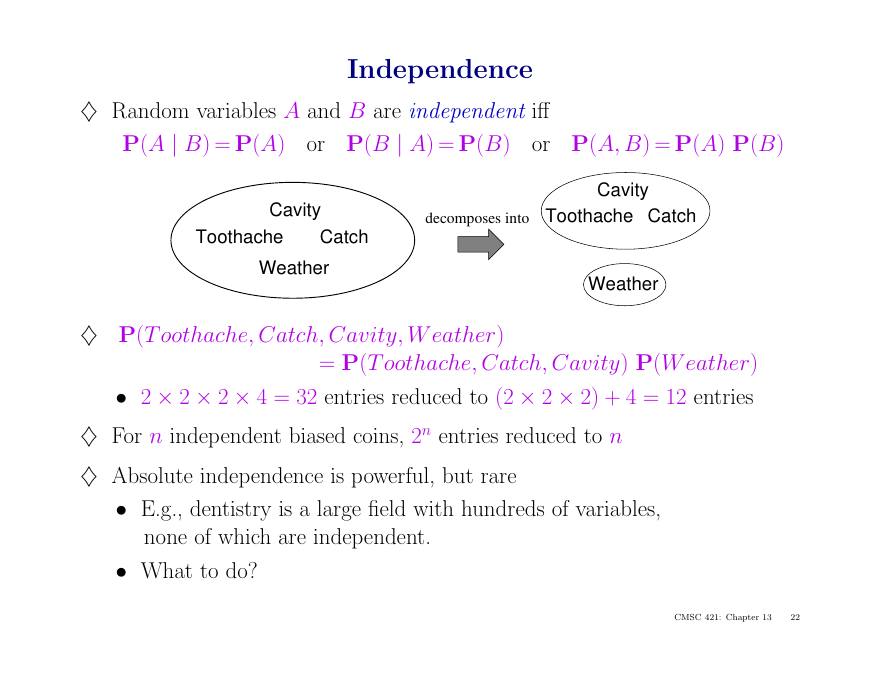 Independence
♢ Random variables A and B are independent iff
P(A | B) = P(A) or P(B | A) = P(B) or P(A, B) = P(A) P(B)
Cavity
Toothache Catch
Weather
decomposes into
Cavity
Toothache Catch
Weather
♢ P(Toothache, Catch, Cavity, Weather)
= P(Toothache, Catch, Cavity) P(Weather)
• 2 × 2 × 2 × 4 = 32 entries reduced to (2 × 2 × 2) + 4 = 12 entries
♢ For n independent biased coins, 2ⁿ entries reduced to n
♢ Absolute independence is powerful, but rare
• E.g., dentistry is a large field with hundreds of variables,
none of which are independent.
• What to do?
CMSC 421: Chapter 13 22